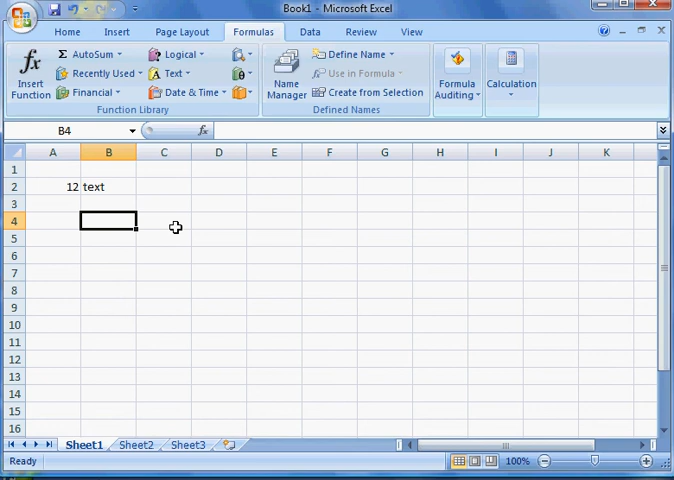 Book1 - Microsoft Excel
Home Insert Page Layout Formulas Data Review View
fx Insert Function
Σ AutoSum
Recently Used
Financial
Logical
Text
Date & Time
Function Library
Name Manager
Define Name
Use in Formula
Create from Selection
Defined Names
Formula Auditing
Calculation
B4 fx
A B C D E F G H I J K
1
2 12 text
3
4
5
6
7
8
9
10
11
12
13
14
15
16
Sheet1 Sheet2 Sheet3
Ready 100%